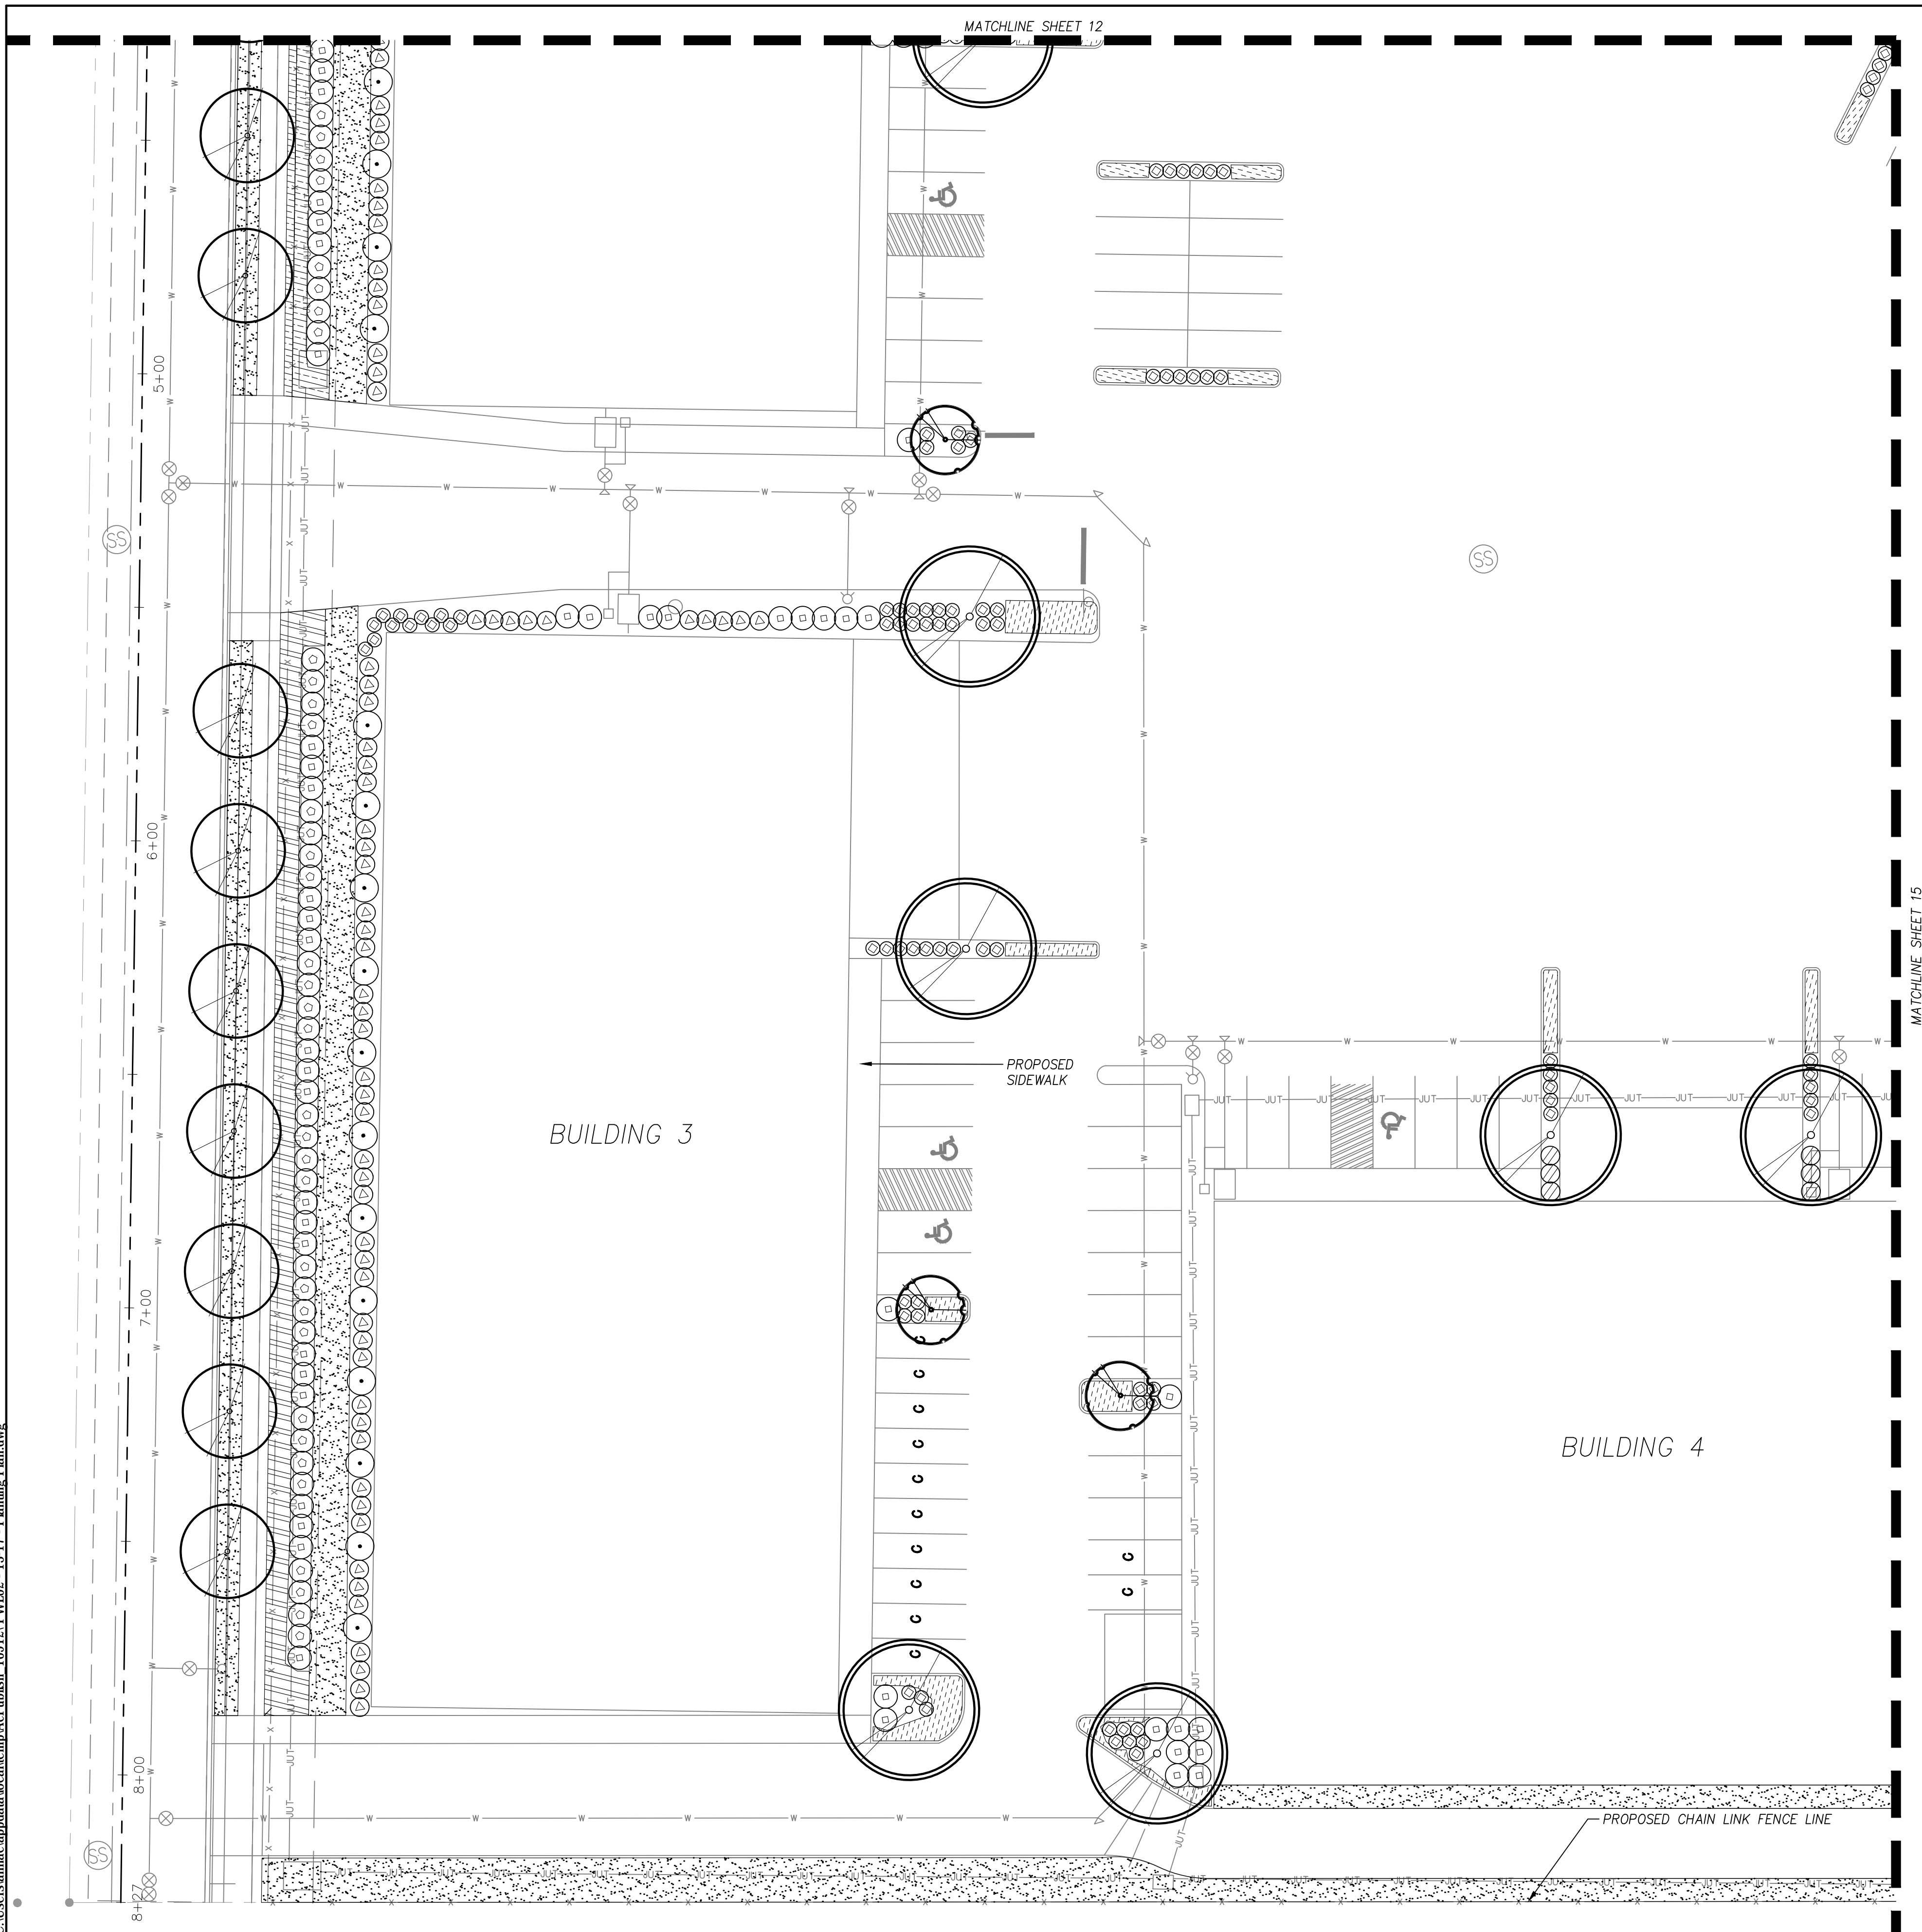 MATCHLINE SHEET 12
5+00
6+00
7+00
8+00
8+27
SS
SS
SS
MATCHLINE SHEET 15
PROPOSED
SIDEWALK
BUILDING 3
BUILDING 4
PROPOSED CHAIN LINK FENCE LINE
W
X
JUT
C
C
C
C
C
C
C
C
C
C
C
C